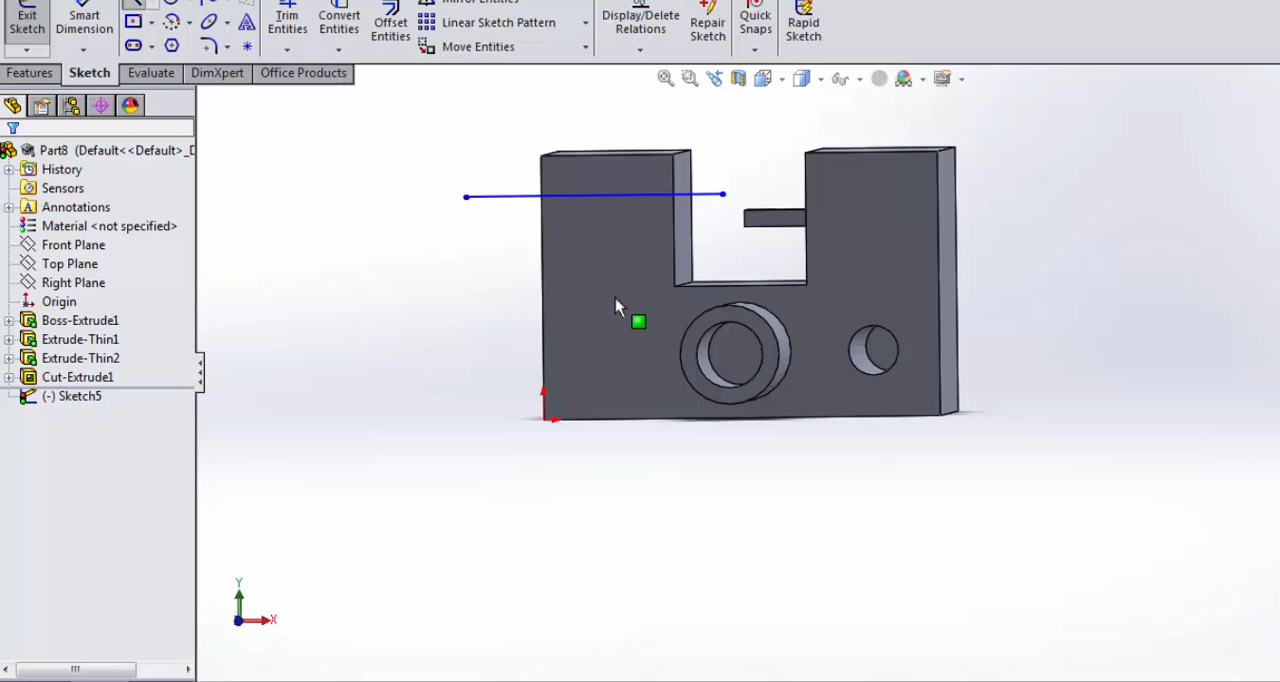 Mirror Entities
Exit Sketch
Smart Dimension
Trim Entities
Convert Entities
Offset Entities
Linear Sketch Pattern
Move Entities
Display/Delete Relations
Repair Sketch
Quick Snaps
Rapid Sketch
Features
Sketch
Evaluate
DimXpert
Office Products
Part8 (Default<<Default>_D
History
Sensors
A
Annotations
Material <not specified>
Front Plane
Top Plane
Right Plane
Origin
Boss-Extrude1
Extrude-Thin1
Extrude-Thin2
Cut-Extrude1
(-) Sketch5
Y
X